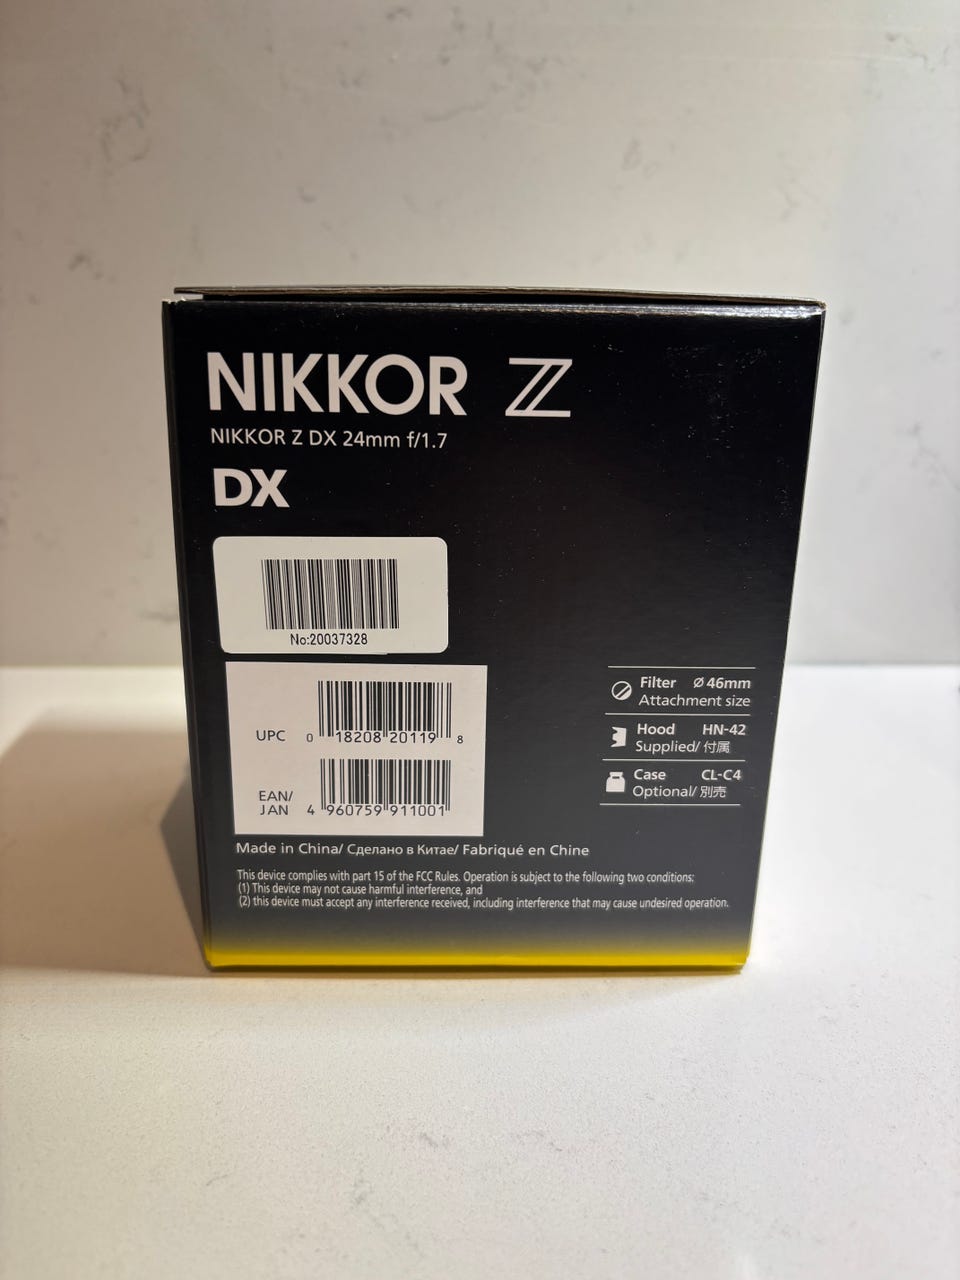 NIKKOR Z
NIKKOR Z DX 24mm f/1.7
DX
No:20037328
UPC 0 18208 20119 8
EAN/
JAN 4 960759 911001
Filter ⌀46mm
Attachment size
Hood HN-42
Supplied/ 付属
Case CL-C4
Optional/ 別売
Made in China/ Сделано в Китае/ Fabriqué en Chine
This device complies with part 15 of the FCC Rules. Operation is subject to the following two conditions:
(1) This device may not cause harmful interference, and
(2) this device must accept any interference received, including interference that may cause undesired operation.